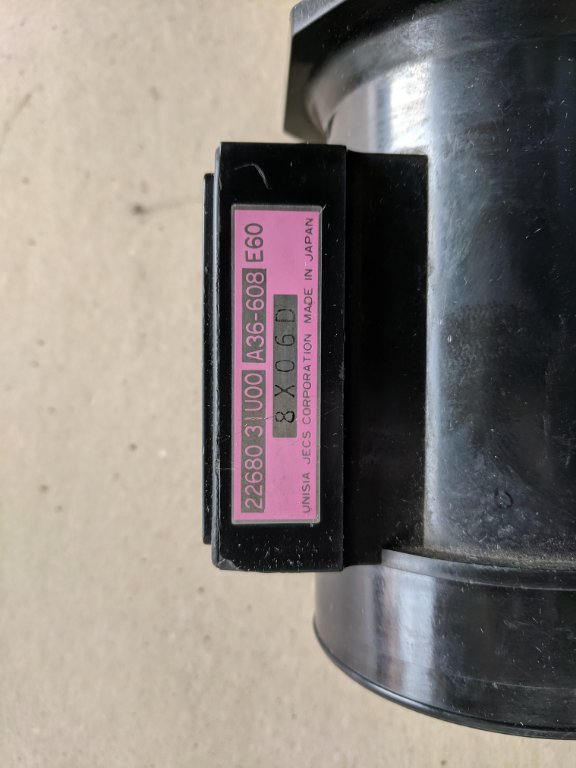 22680 31U00 A36-608 E60
8X06D
UNISIA JECS CORPORATION MADE IN JAPAN